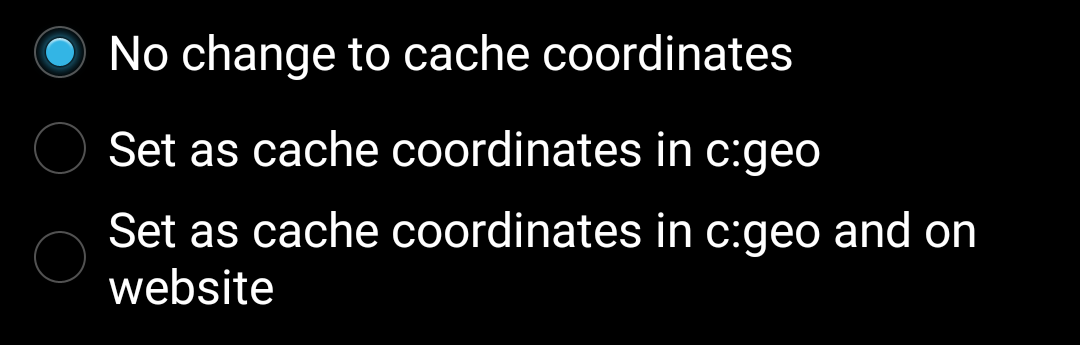 No change to cache coordinates
Set as cache coordinates in c:geo
Set as cache coordinates in c:geo and on
website